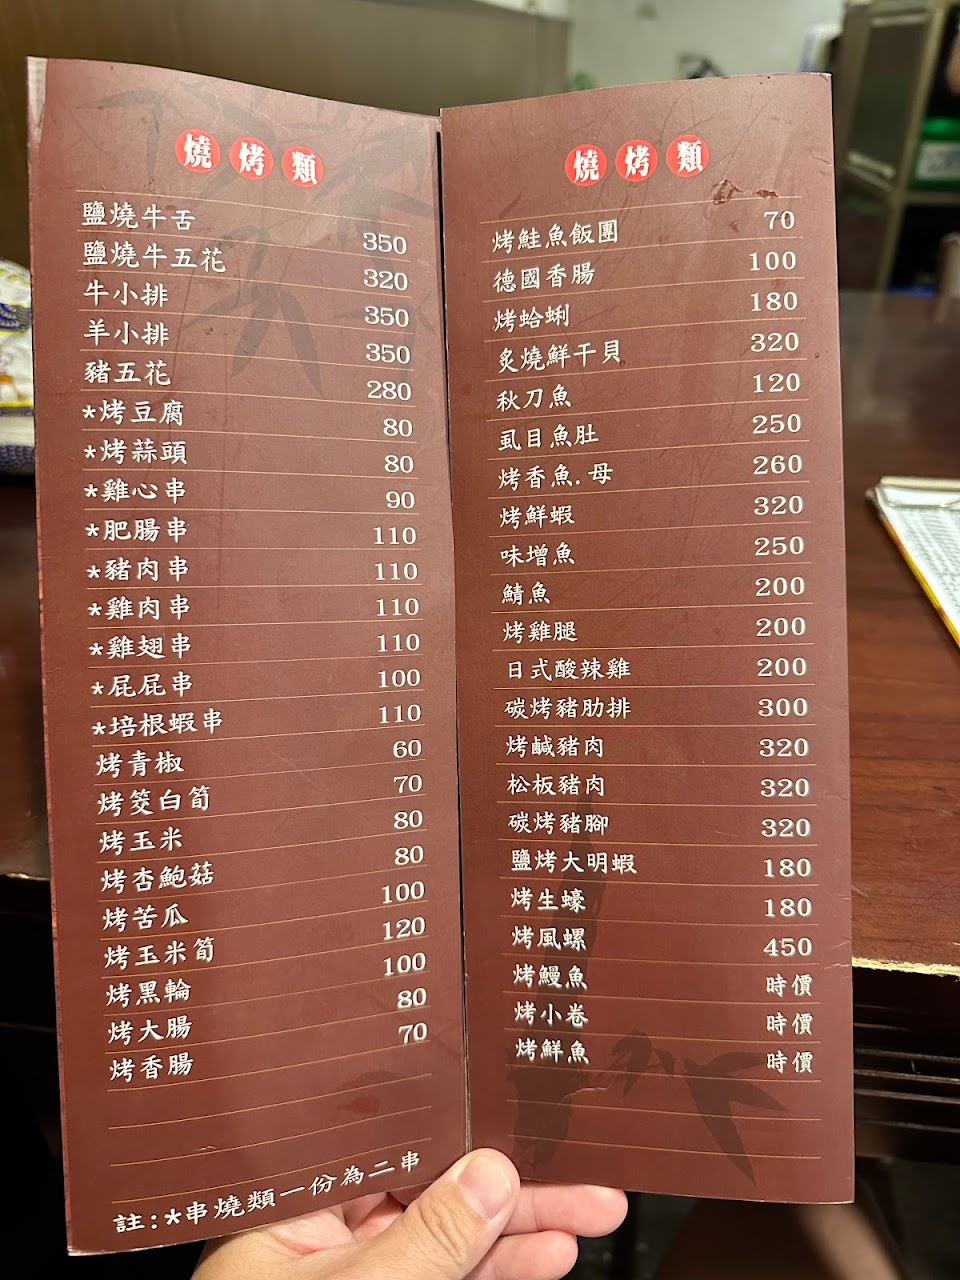 燒烤類
鹽燒牛舌 350
鹽燒牛五花 320
牛小排 350
羊小排 350
豬五花 280
*烤豆腐 80
*烤蒜頭 80
*雞心串 90
*肥腸串 110
*豬肉串 110
*雞肉串 110
*雞翅串 110
*屁屁串 100
*培根蝦串 110
烤青椒 60
烤筊白筍 70
烤玉米 80
烤杏鮑菇 80
烤苦瓜 100
烤玉米筍 120
烤黑輪 100
烤大腸 80
烤香腸 70
註:*串燒類一份為二串
燒烤類
烤鮭魚飯團 70
德國香腸 100
烤蛤蜊 180
炙燒鮮干貝 320
秋刀魚 120
虱目魚肚 250
烤香魚.母 260
烤鮮蝦 320
味增魚 250
鯖魚 200
烤雞腿 200
日式酸辣雞 200
碳烤豬肋排 300
烤鹹豬肉 320
松板豬肉 320
碳烤豬腳 320
鹽烤大明蝦 180
烤生蠔 180
烤風螺 450
烤鰻魚 時價
烤小卷 時價
烤鮮魚 時價